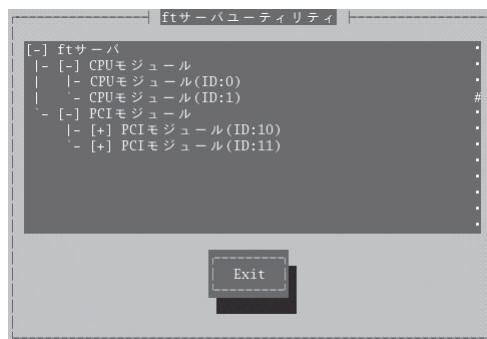 ftサーバユーティリティ
[-] ftサーバ
|- [-] CPUモジュール
|  |- CPUモジュール(ID:0)
|  `- CPUモジュール(ID:1)
`- [-] PCIモジュール
   |- [+] PCIモジュール(ID:10)
   `- [+] PCIモジュール(ID:11)
#
Exit